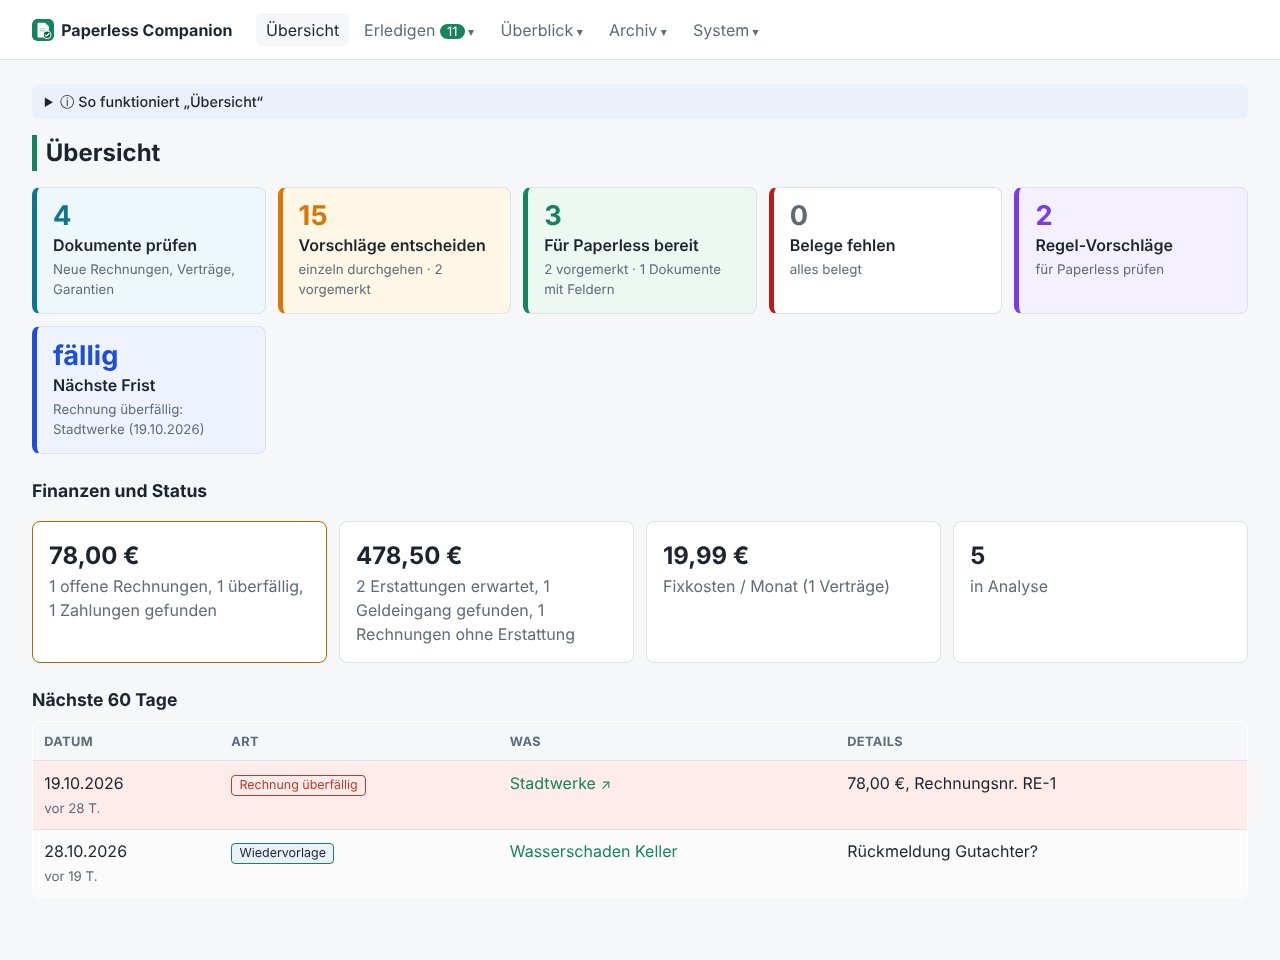 Paperless Companion
Übersicht
Erledigen 11 ▾
Überblick ▾
Archiv ▾
System ▾
▶ ⓘ So funktioniert „Übersicht“
Übersicht
4
Dokumente prüfen
Neue Rechnungen, Verträge,
Garantien
15
Vorschläge entscheiden
einzeln durchgehen · 2
vorgemerkt
3
Für Paperless bereit
2 vorgemerkt · 1 Dokumente
mit Feldern
0
Belege fehlen
alles belegt
2
Regel-Vorschläge
für Paperless prüfen
fällig
Nächste Frist
Rechnung überfällig:
Stadtwerke (19.10.2026)
Finanzen und Status
78,00 €
1 offene Rechnungen, 1 überfällig,
1 Zahlungen gefunden
478,50 €
2 Erstattungen erwartet, 1
Geldeingang gefunden, 1
Rechnungen ohne Erstattung
19,99 €
Fixkosten / Monat (1 Verträge)
5
in Analyse
Nächste 60 Tage
DATUM ART WAS DETAILS
19.10.2026 Rechnung überfällig Stadtwerke ↗ 78,00 €, Rechnungsnr. RE-1
vor 28 T.
28.10.2026 Wiedervorlage Wasserschaden Keller Rückmeldung Gutachter?
vor 19 T.